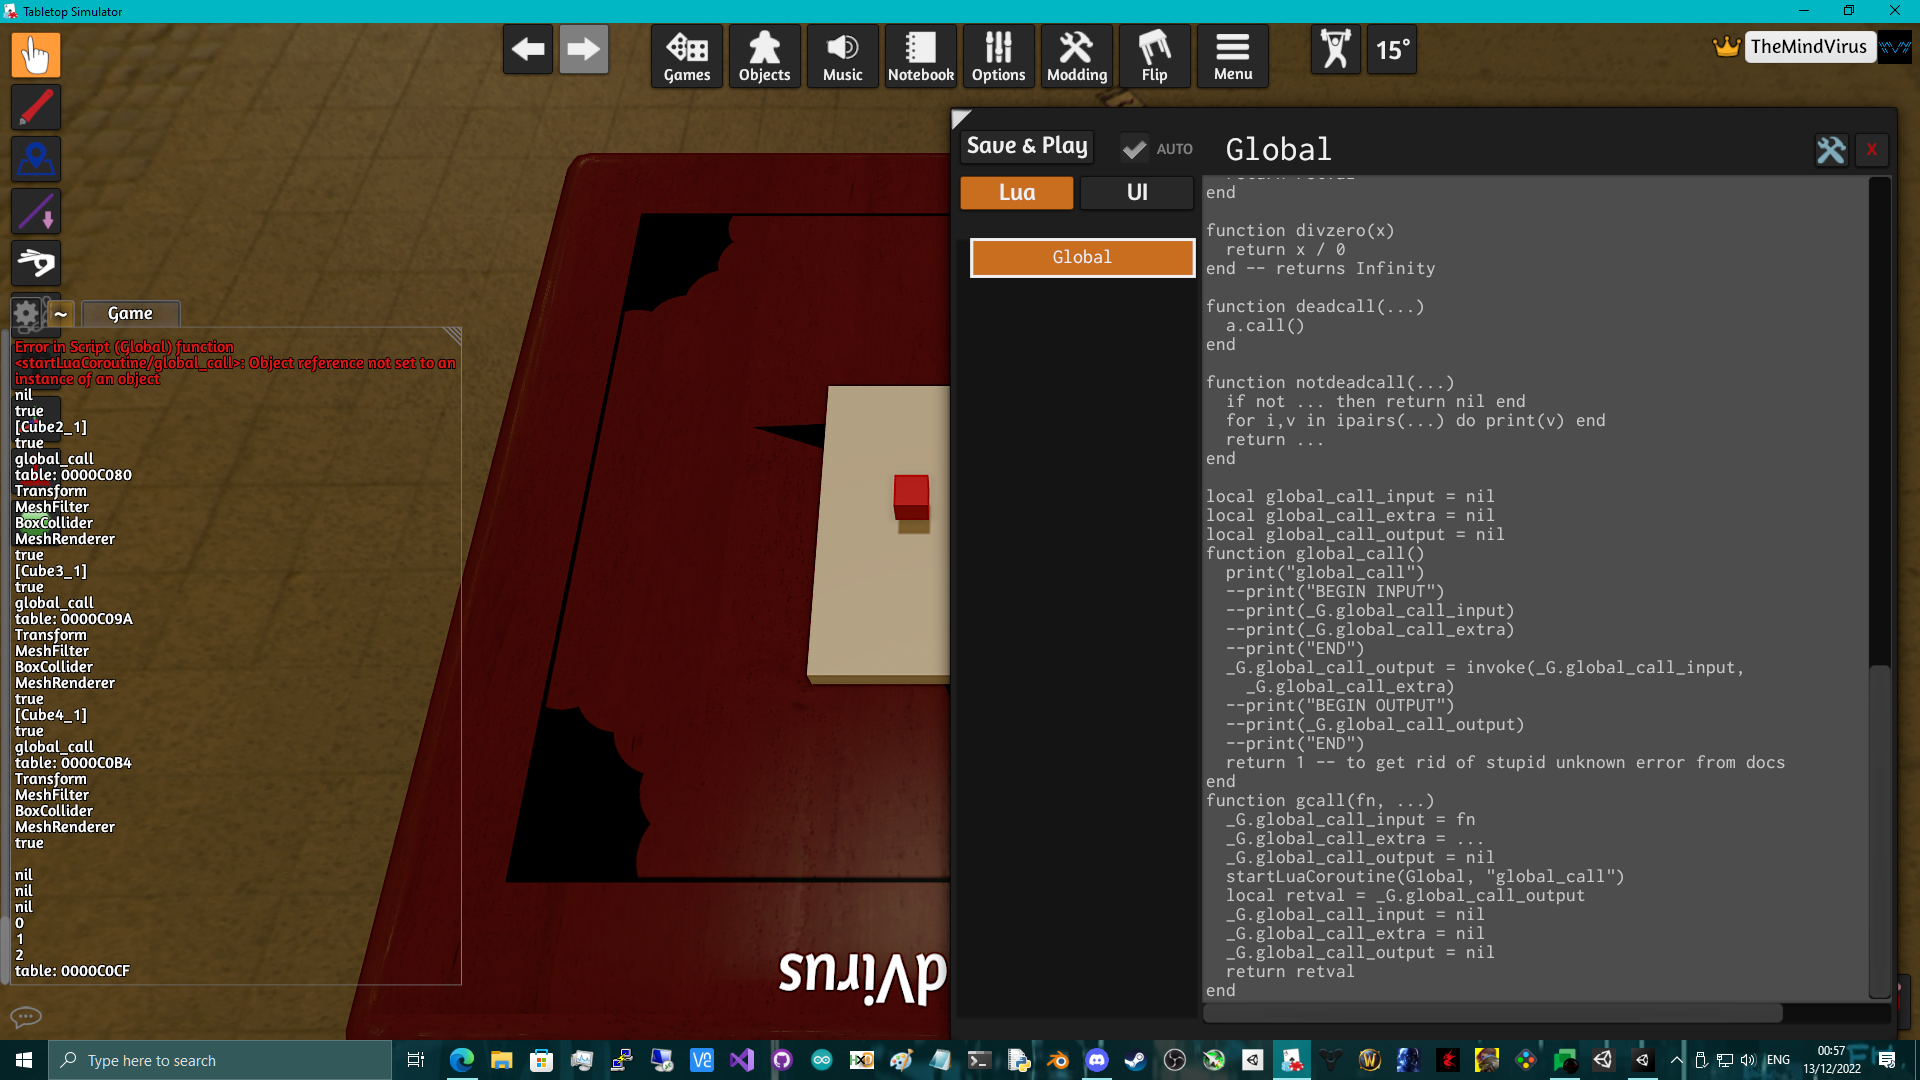 Tabletop Simulator
Games
Objects
Music
Notebook
Options
Modding
Flip
Menu
15°
TheMindVirus
Save & Play
AUTO
Global
X
Lua
UI
Global
end
function divzero(x)
  return x / 0
end -- returns Infinity
function deadcall(...)
  a.call()
end
function notdeadcall(...)
  if not ... then return nil end
  for i,v in ipairs(...) do print(v) end
  return ...
end
local global_call_input = nil
local global_call_extra = nil
local global_call_output = nil
function global_call()
  print("global_call")
  --print("BEGIN INPUT")
  --print(_G.global_call_input)
  --print(_G.global_call_extra)
  --print("END")
  _G.global_call_output = invoke(_G.global_call_input,
    _G.global_call_extra)
  --print("BEGIN OUTPUT")
  --print(_G.global_call_output)
  --print("END")
  return 1 -- to get rid of stupid unknown error from docs
end
function gcall(fn, ...)
  _G.global_call_input = fn
  _G.global_call_extra = ...
  _G.global_call_output = nil
  startLuaCoroutine(Global, "global_call")
  local retval = _G.global_call_output
  _G.global_call_input = nil
  _G.global_call_extra = nil
  _G.global_call_output = nil
  return retval
end
~
Game
Error in Script (Global) function
<startLuaCoroutine/global_call>: Object reference not set to an
instance of an object
nil
true
[Cube2_1]
true
global_call
table: 0000C080
Transform
MeshFilter
BoxCollider
MeshRenderer
true
[Cube3_1]
true
global_call
table: 0000C09A
Transform
MeshFilter
BoxCollider
MeshRenderer
true
[Cube4_1]
true
global_call
table: 0000C0B4
Transform
MeshFilter
BoxCollider
MeshRenderer
true
nil
nil
nil
0
1
2
table: 0000C0CF
dVirus
Type here to search
ENG
00:57
13/12/2022